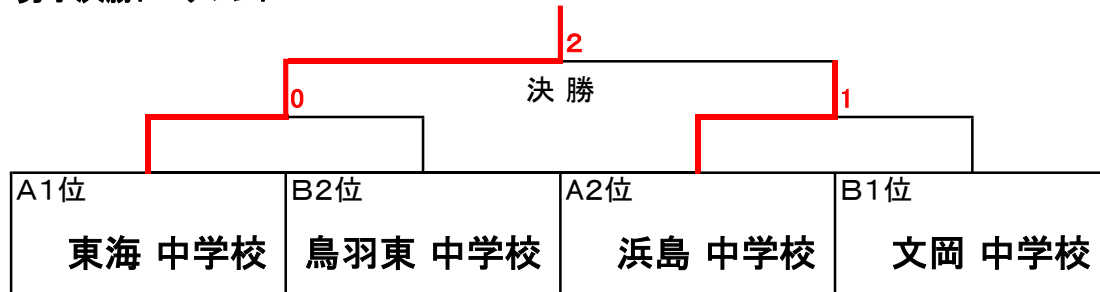 2
決 勝
0
1
A1位
B2位
A2位
B1位
東海 中学校
鳥羽東 中学校
浜島 中学校
文岡 中学校